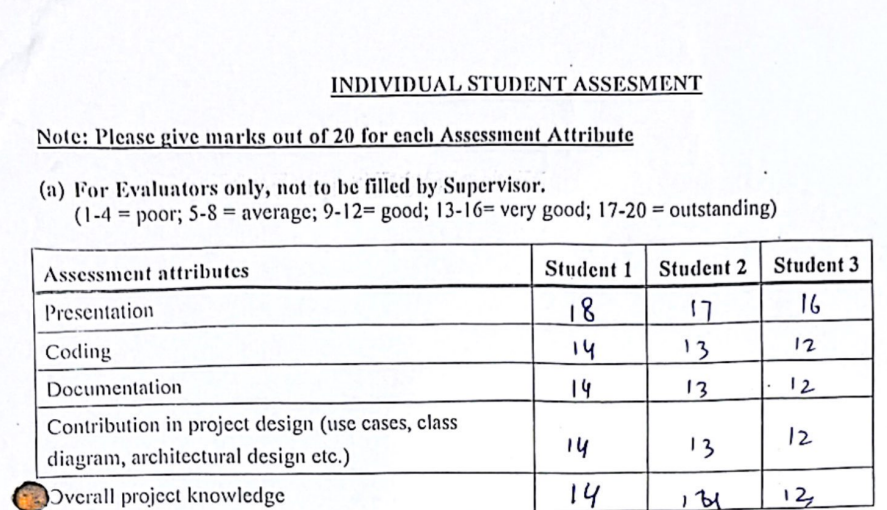 INDIVIDUAL STUDENT ASSESMENT
Note: Please give marks out of 20 for each Assessment Attribute
(a) For Evaluators only, not to be filled by Supervisor.
(1-4 = poor; 5-8 = average; 9-12= good; 13-16= very good; 17-20 = outstanding)
Assessment attributes Student 1 Student 2 Student 3
Presentation 18 17 16
Coding 14 13 12
Documentation 14 13 12
Contribution in project design (use cases, class
diagram, architectural design etc.) 14 13 12
Overall project knowledge 14 12